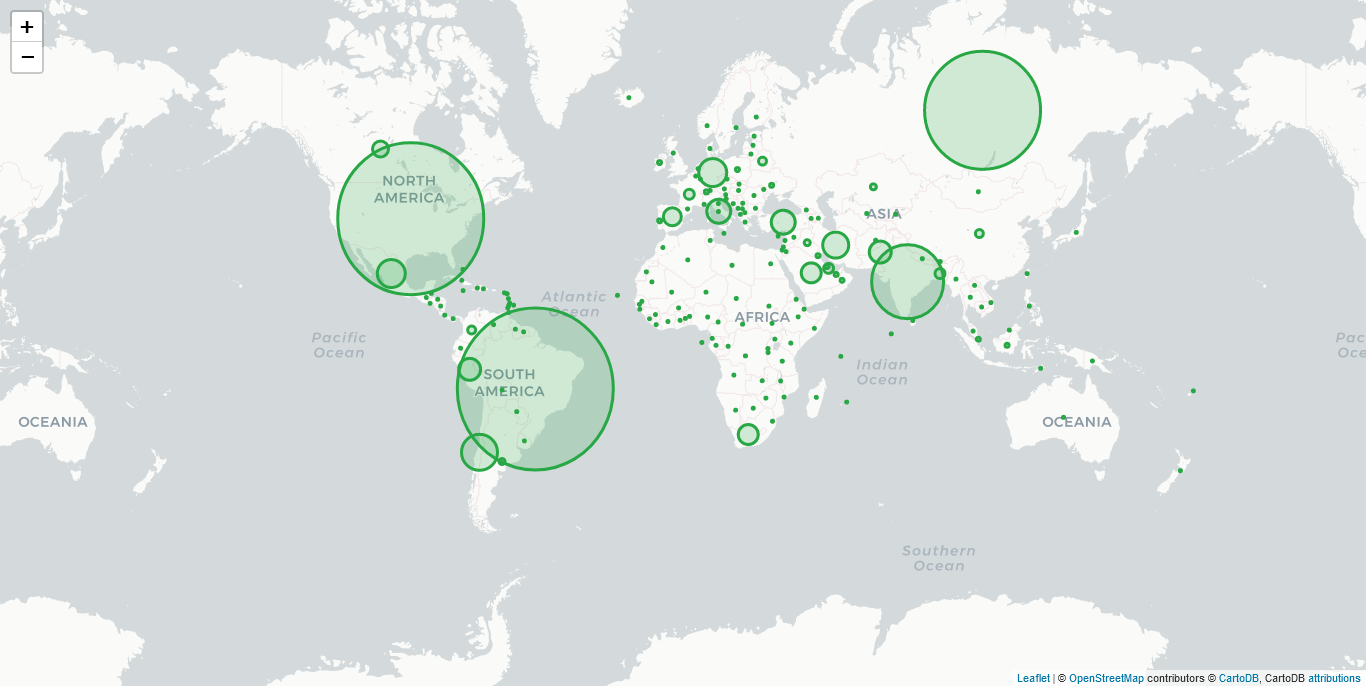 +
−
NORTH
AMERICA
ASIA
Atlantic
Ocean
AFRICA
Pacific
Ocean
Pac
Oce
Indian
Ocean
SOUTH
AMERICA
OCEANIA
OCEANIA
Southern
Ocean
Leaflet | © OpenStreetMap contributors © CartoDB, CartoDB attributions